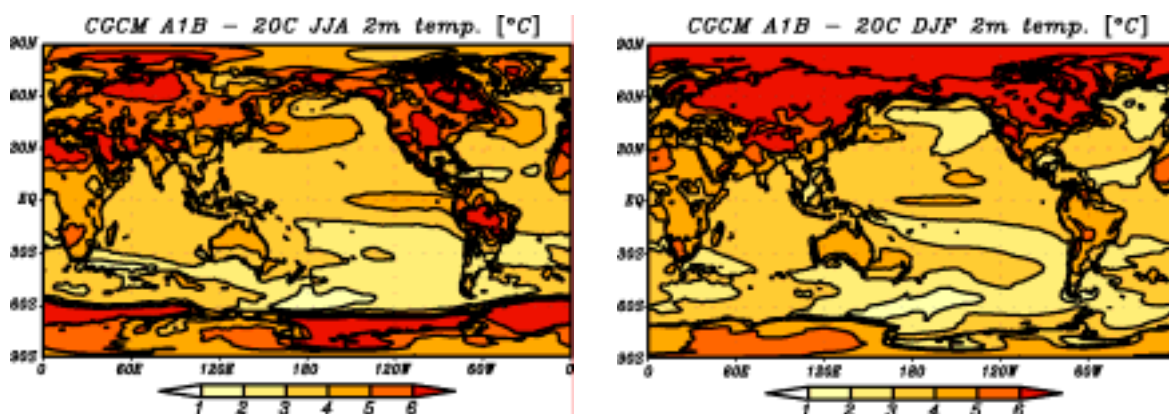 CGCM A1B - 20C JJA 2m temp. [°C]
90N
60N
30N
EQ
30S
60S
90S
0 60E 120E 180 120W 60W 0
1 2 3 4 5 6
CGCM A1B - 20C DJF 2m temp. [°C]
90N
60N
30N
EQ
30S
60S
90S
0 60E 120E 180 120W 60W
1 2 3 4 5 6